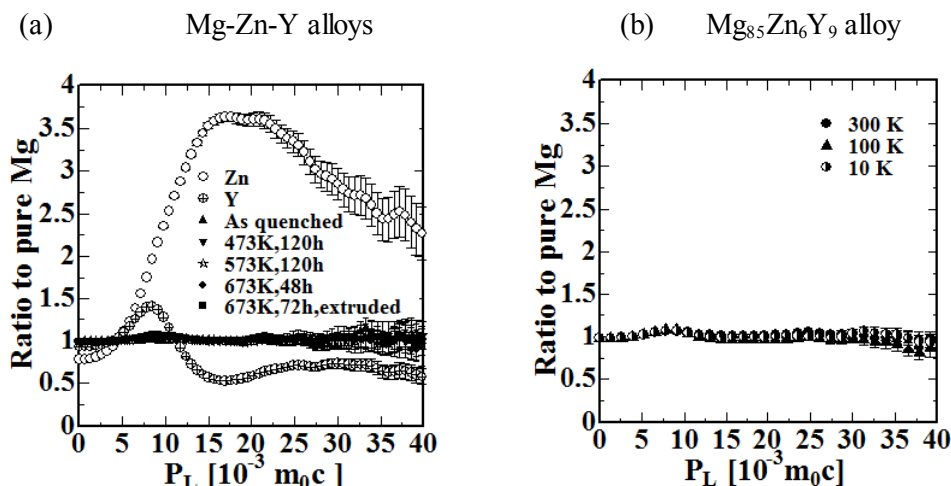 (a) Mg-Zn-Y alloys
Ratio to pure Mg
4
3.5
3
2.5
2
1.5
1
0.5
0
Zn
Y
As quenched
473K,120h
573K,120h
673K,48h
673K,72h,extruded
0 5 10 15 20 25 30 35 40
P_L [10⁻³ m₀c ]
(b) Mg₈₅Zn₆Y₉ alloy
Ratio to pure Mg
4
3.5
3
2.5
2
1.5
1
0.5
0
300 K
100 K
10 K
0 5 10 15 20 25 30 35 40
P_L [10⁻³m₀c]